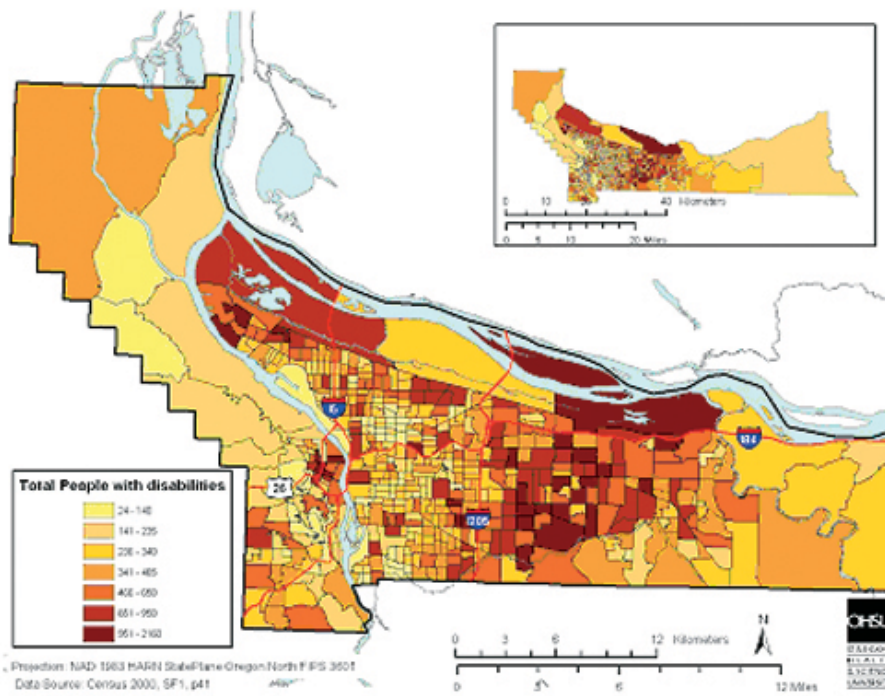 0 10 20 40 Kilometers
0 5 10 20 Miles
5
184
26
205
Total People with disabilities
24 - 140
141 - 235
236 - 340
341 - 465
466 - 650
651 - 950
951 - 2160
N
0 3 6 12 Kilometers
0 3 6 12 Miles
OHSU
Projection: NAD 1983 HARN StatePlane Oregon North FIPS 3601
Data Source: Census 2000, SF1, p41